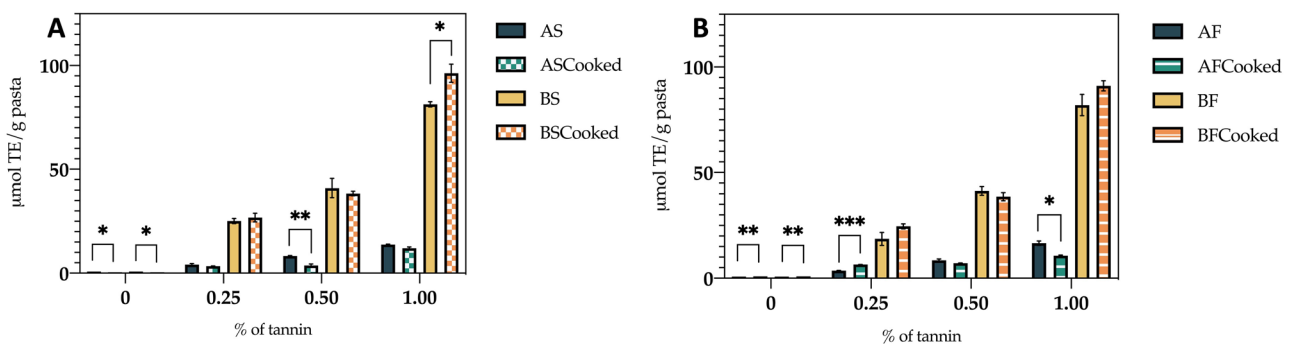 A
µmol TE/g pasta
100
50
0
*
*
**
*
0
0.25
0.50
1.00
% of tannin
AS
ASCooked
BS
BSCooked
B
µmol TE/g pasta
100
50
0
**
**
***
*
0
0.25
0.50
1.00
% of tannin
AF
AFCooked
BF
BFCooked